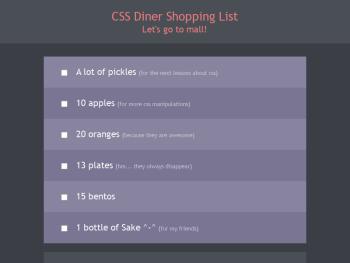 CSS Diner Shopping List
Let's go to mall!
A lot of pickles (for the next lessons about css)
10 apples (for more css manipulations)
20 oranges (because they are awesome)
13 plates (hm... they always disappear)
15 bentos
1 bottle of Sake ^-^ (for my friends)